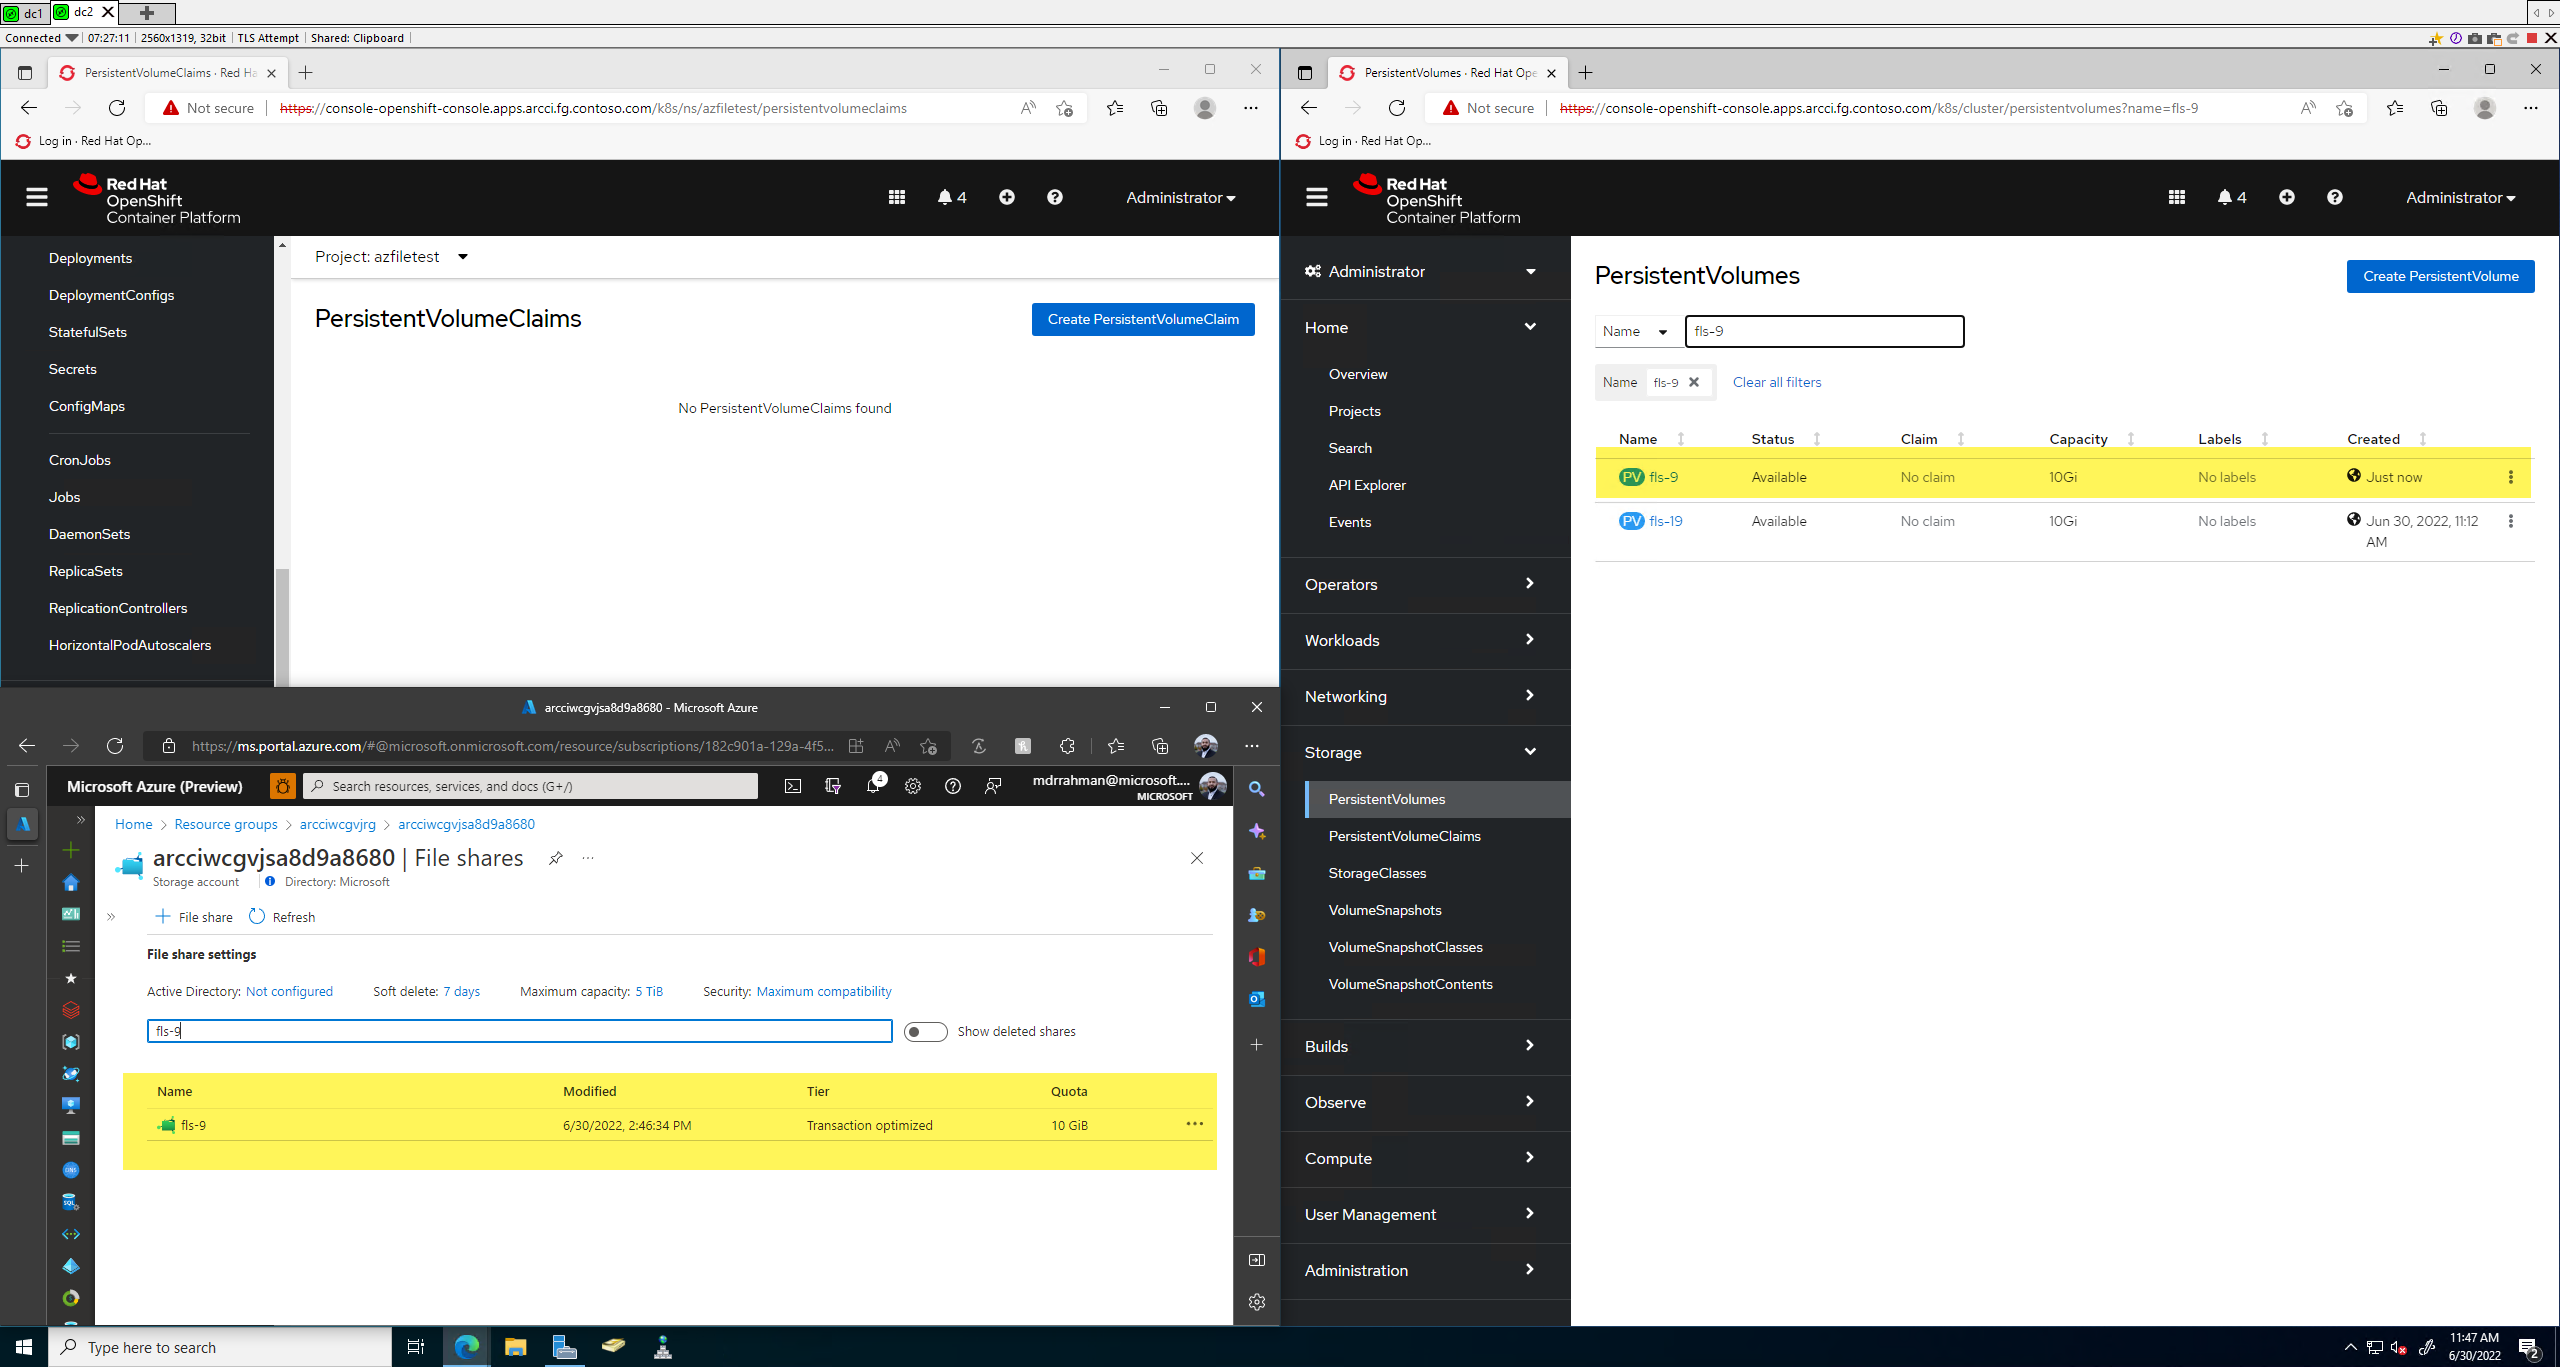 dc1 dc2
Connected 07:27:11 2560x1319, 32bit TLS Attempt Shared: Clipboard
PersistentVolumeClaims · Red Ha
Not secure https://console-openshift-console.apps.arcci.fg.contoso.com/k8s/ns/azfiletest/persistentvolumeclaims
Log in · Red Hat Op...
Red Hat
OpenShift
Container Platform
4
Administrator
Deployments
DeploymentConfigs
StatefulSets
Secrets
ConfigMaps
CronJobs
Jobs
DaemonSets
ReplicaSets
ReplicationControllers
HorizontalPodAutoscalers
Project: azfiletest
PersistentVolumeClaims
Create PersistentVolumeClaim
No PersistentVolumeClaims found
PersistentVolumes · Red Hat Ope
Not secure https://console-openshift-console.apps.arcci.fg.contoso.com/k8s/cluster/persistentvolumes?name=fls-9
Log in · Red Hat Op...
Red Hat
OpenShift
Container Platform
4
Administrator
Administrator
Home
Overview
Projects
Search
API Explorer
Events
Operators
Workloads
Networking
Storage
PersistentVolumes
PersistentVolumeClaims
StorageClasses
VolumeSnapshots
VolumeSnapshotClasses
VolumeSnapshotContents
Builds
Observe
Compute
User Management
Administration
PersistentVolumes
Create PersistentVolume
Name fls-9
Name fls-9 Clear all filters
Name Status Claim Capacity Labels Created
PV fls-9 Available No claim 10Gi No labels Just now
PV fls-19 Available No claim 10Gi No labels Jun 30, 2022, 11:12
AM
arcciwcgvjsa8d9a8680 - Microsoft Azure
https://ms.portal.azure.com/#@microsoft.onmicrosoft.com/resource/subscriptions/182c901a-129a-4f5...
Microsoft Azure (Preview)
Search resources, services, and docs (G+/)
4
mdrrahman@microsoft....
MICROSOFT
Home > Resource groups > arcciwcgvjrg > arcciwcgvjsa8d9a8680
arcciwcgvjsa8d9a8680 | File shares
Storage account Directory: Microsoft
File share Refresh
File share settings
Active Directory: Not configured Soft delete: 7 days Maximum capacity: 5 TiB Security: Maximum compatibility
fls-9
Show deleted shares
Name Modified Tier Quota
fls-9 6/30/2022, 2:46:34 PM Transaction optimized 10 GiB
Type here to search
11:47 AM
6/30/2022
2